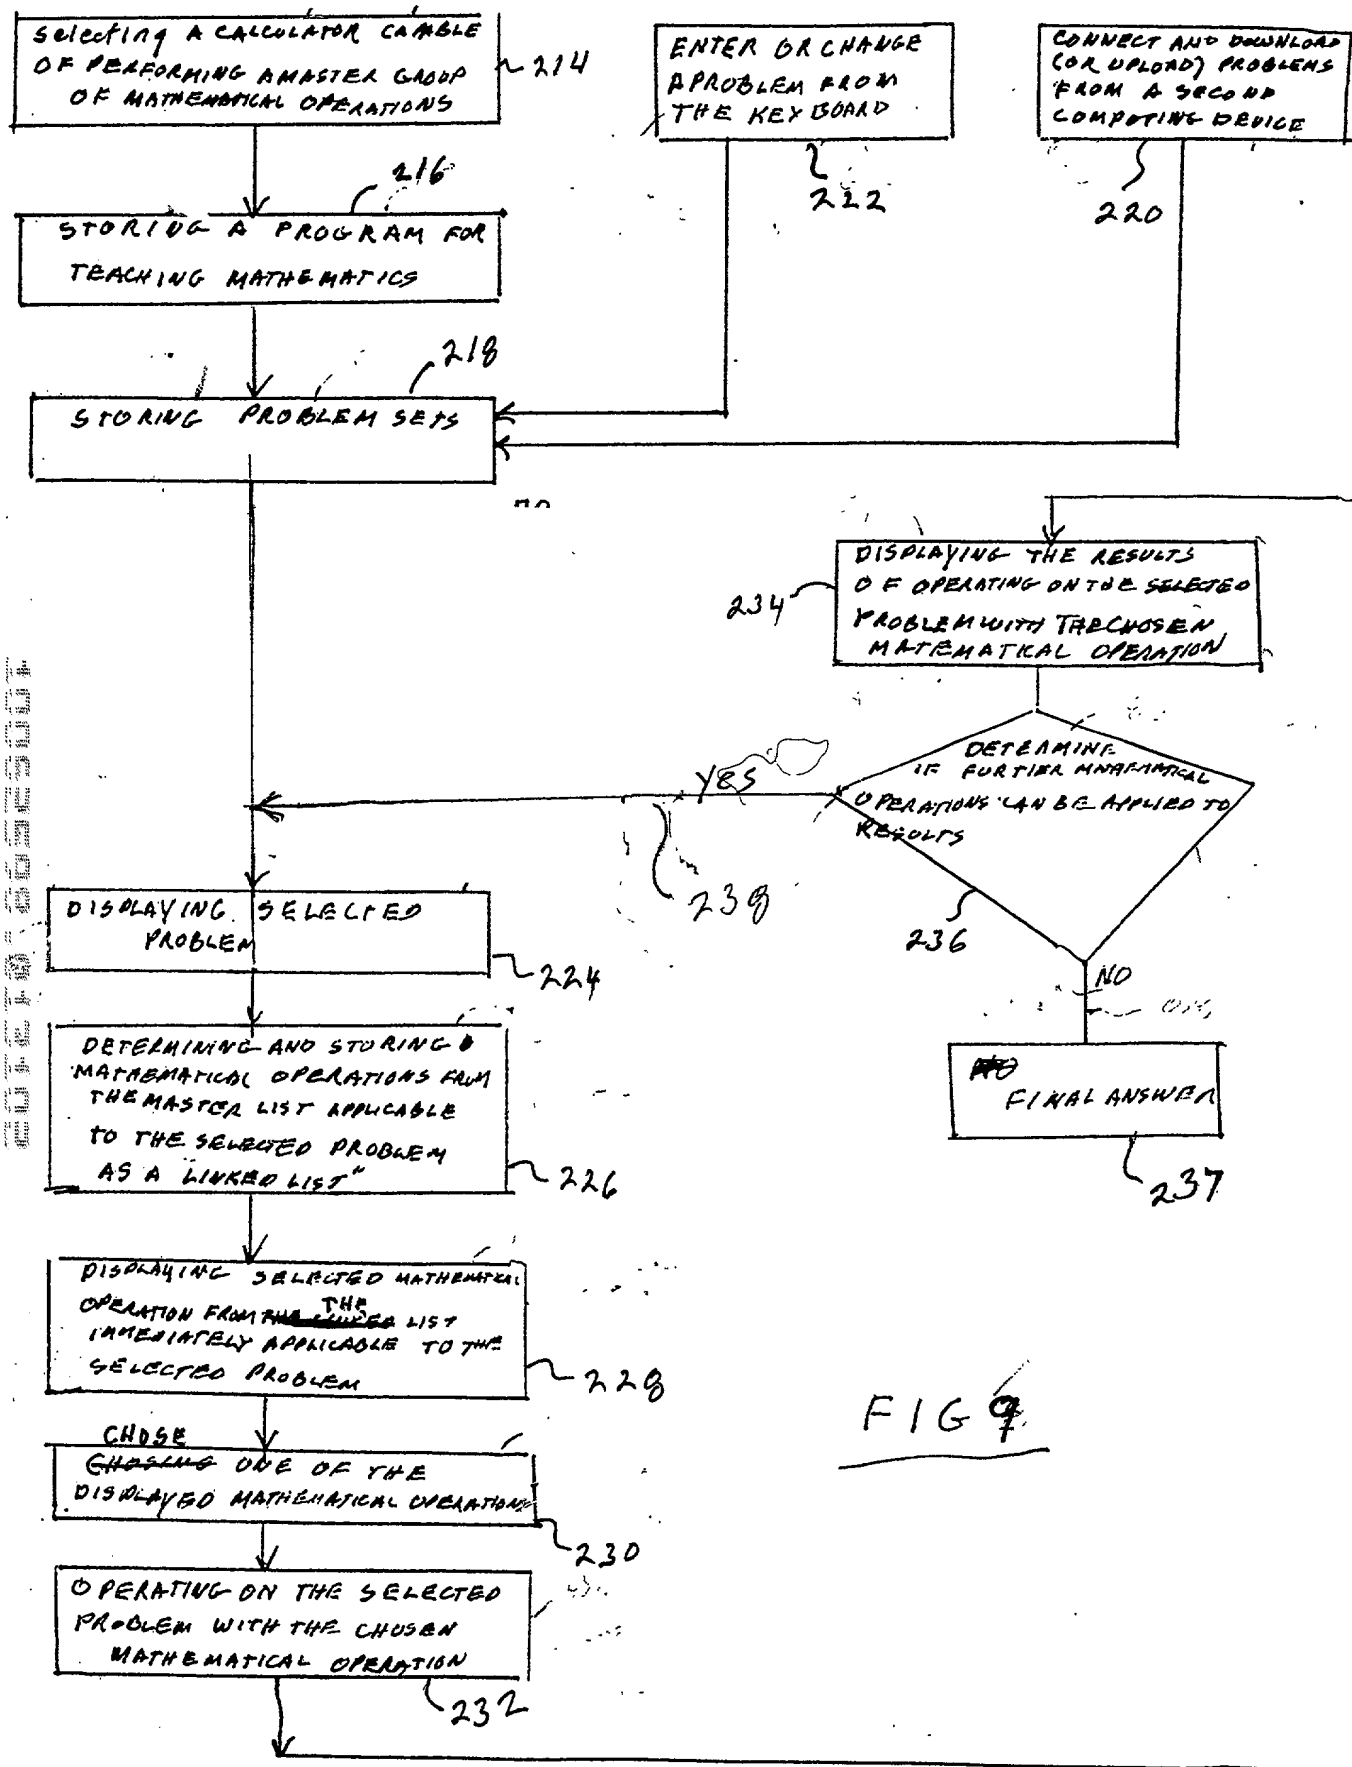 Selecting A CALCULATOR CAPABLE
OF PERFORMING A MASTER GROUP
OF MATHEMATICAL OPERATIONS
214
ENTER OR CHANGE
A PROBLEM FROM
THE KEYBOARD
222
CONNECT AND DOWNLOAD
(OR UPLOAD) PROBLEMS
FROM A SECOND
COMPUTING DEVICE
220
216
STORING A PROGRAM FOR
TEACHING MATHEMATICS
218
STORING PROBLEM SETS
DISPLAYING THE RESULTS
OF OPERATING ON THE SELECTED
PROBLEM WITH THE CHOSEN
MATEMATICAL OPERATION
234
DETERMINE
IF FURTIER MNATMATICAL
OPERATIONS CAN BE APPLIED TO
RESULTS
236
YES
238
NO
FINAL ANSWER
237
DISPLAYING SELECTED
PROBLEM
224
DETERMINING AND STORING
MATHEMATICAL OPERATIONS FROM
THE MASTER LIST APPLICABLE
TO THE SELECTED PROBLEM
AS A LINKED LIST"
226
DISPLAYING SELECTED MATHEMATICAL
THE
OPERATION FROM THE LINKED LIST
IMMEDIATELY APPLICABLE TO THE
SELECTED PROBLEM
228
CHOSE
CHOSING ONE OF THE
DISPLAYED MATHEMATICAL OPERATIONS
230
OPERATING ON THE SELECTED
PROBLEM WITH THE CHOSEN
MATHEMATICAL OPERATION
232
FIG 9